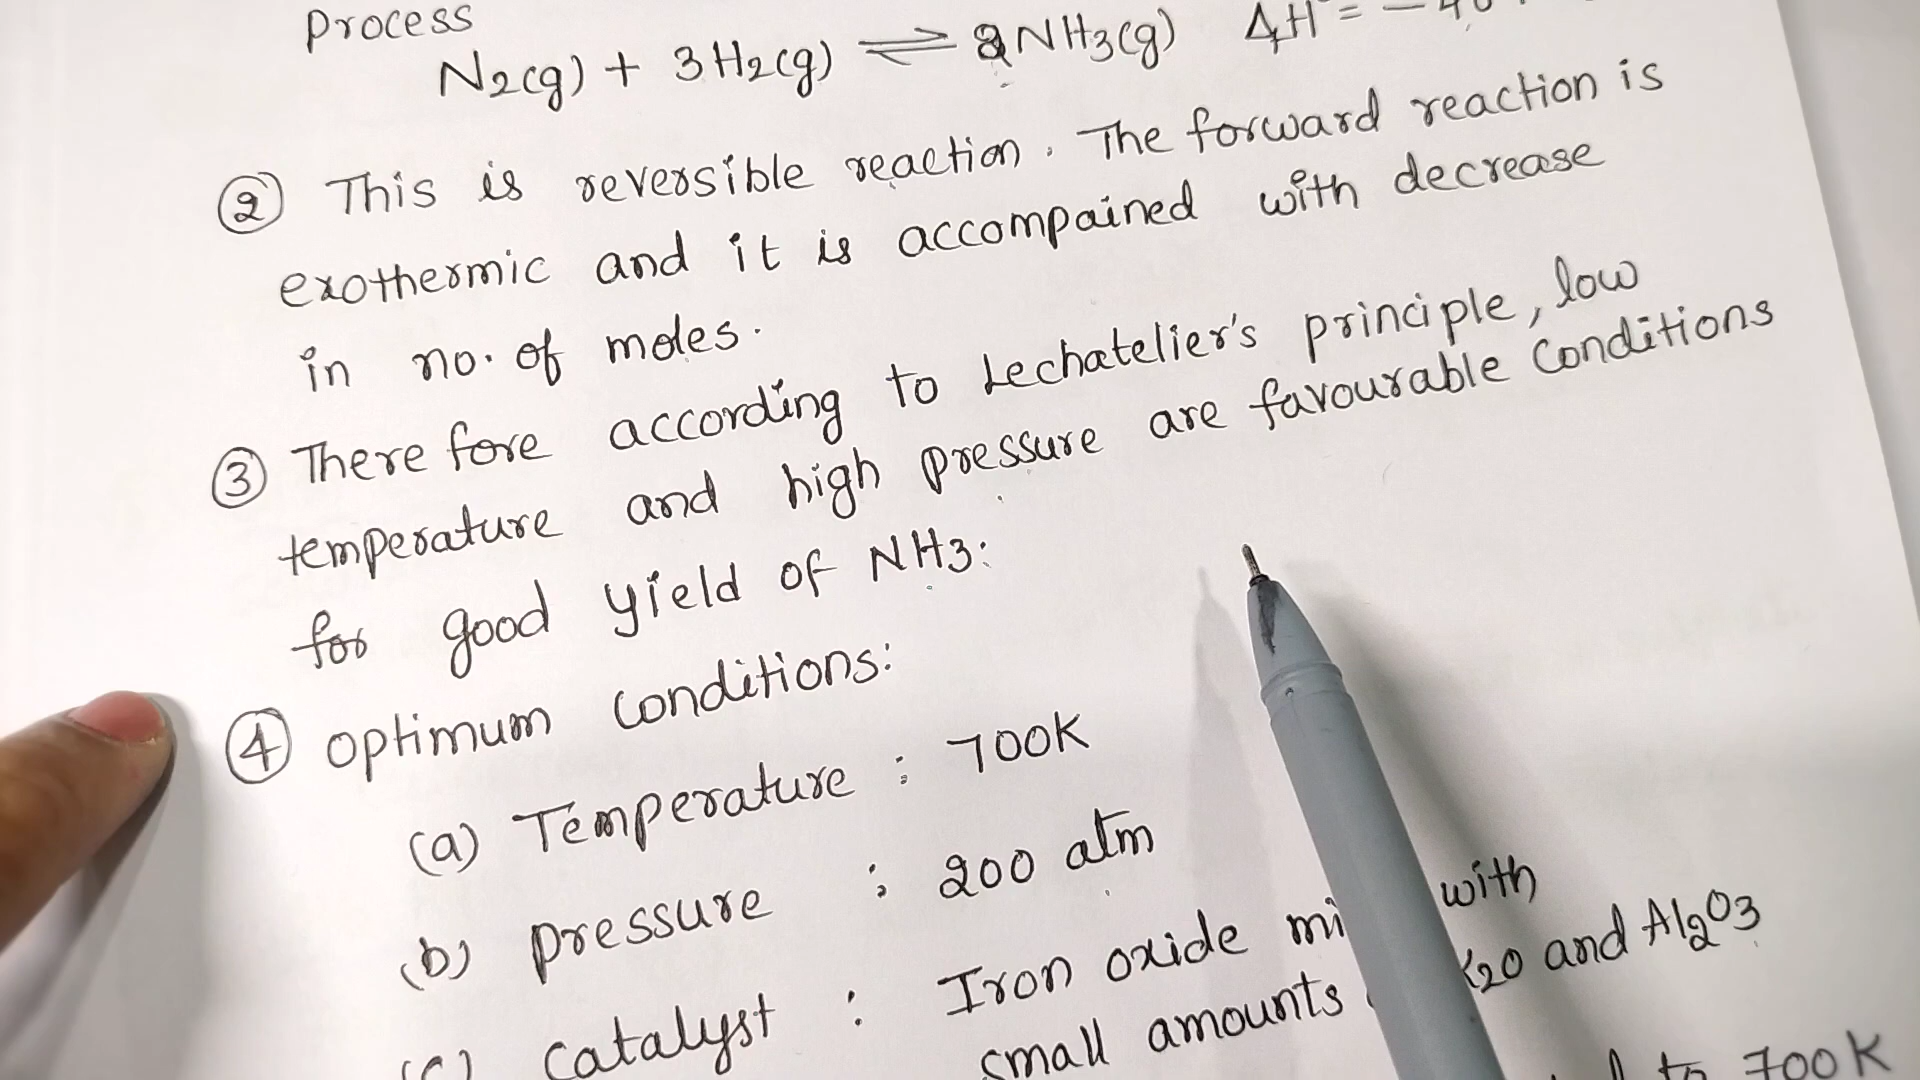 Process
N2(g) + 3H2(g) ⇌ 2NH3(g) ΔH° = -
② This is reversible reaction. The forward reaction is
exothermic and it is accompained with decrease
in no. of moles.
③ There fore according to Lechatelier's principle, low
temperature and high pressure are favourable conditions
for good yield of NH3:
④ optimum conditions:
(a) Temperature : 700K
(b) pressure : 200 atm
(c) catalyst : Iron oxide with
small amounts K2O and Al2O3
to 700K